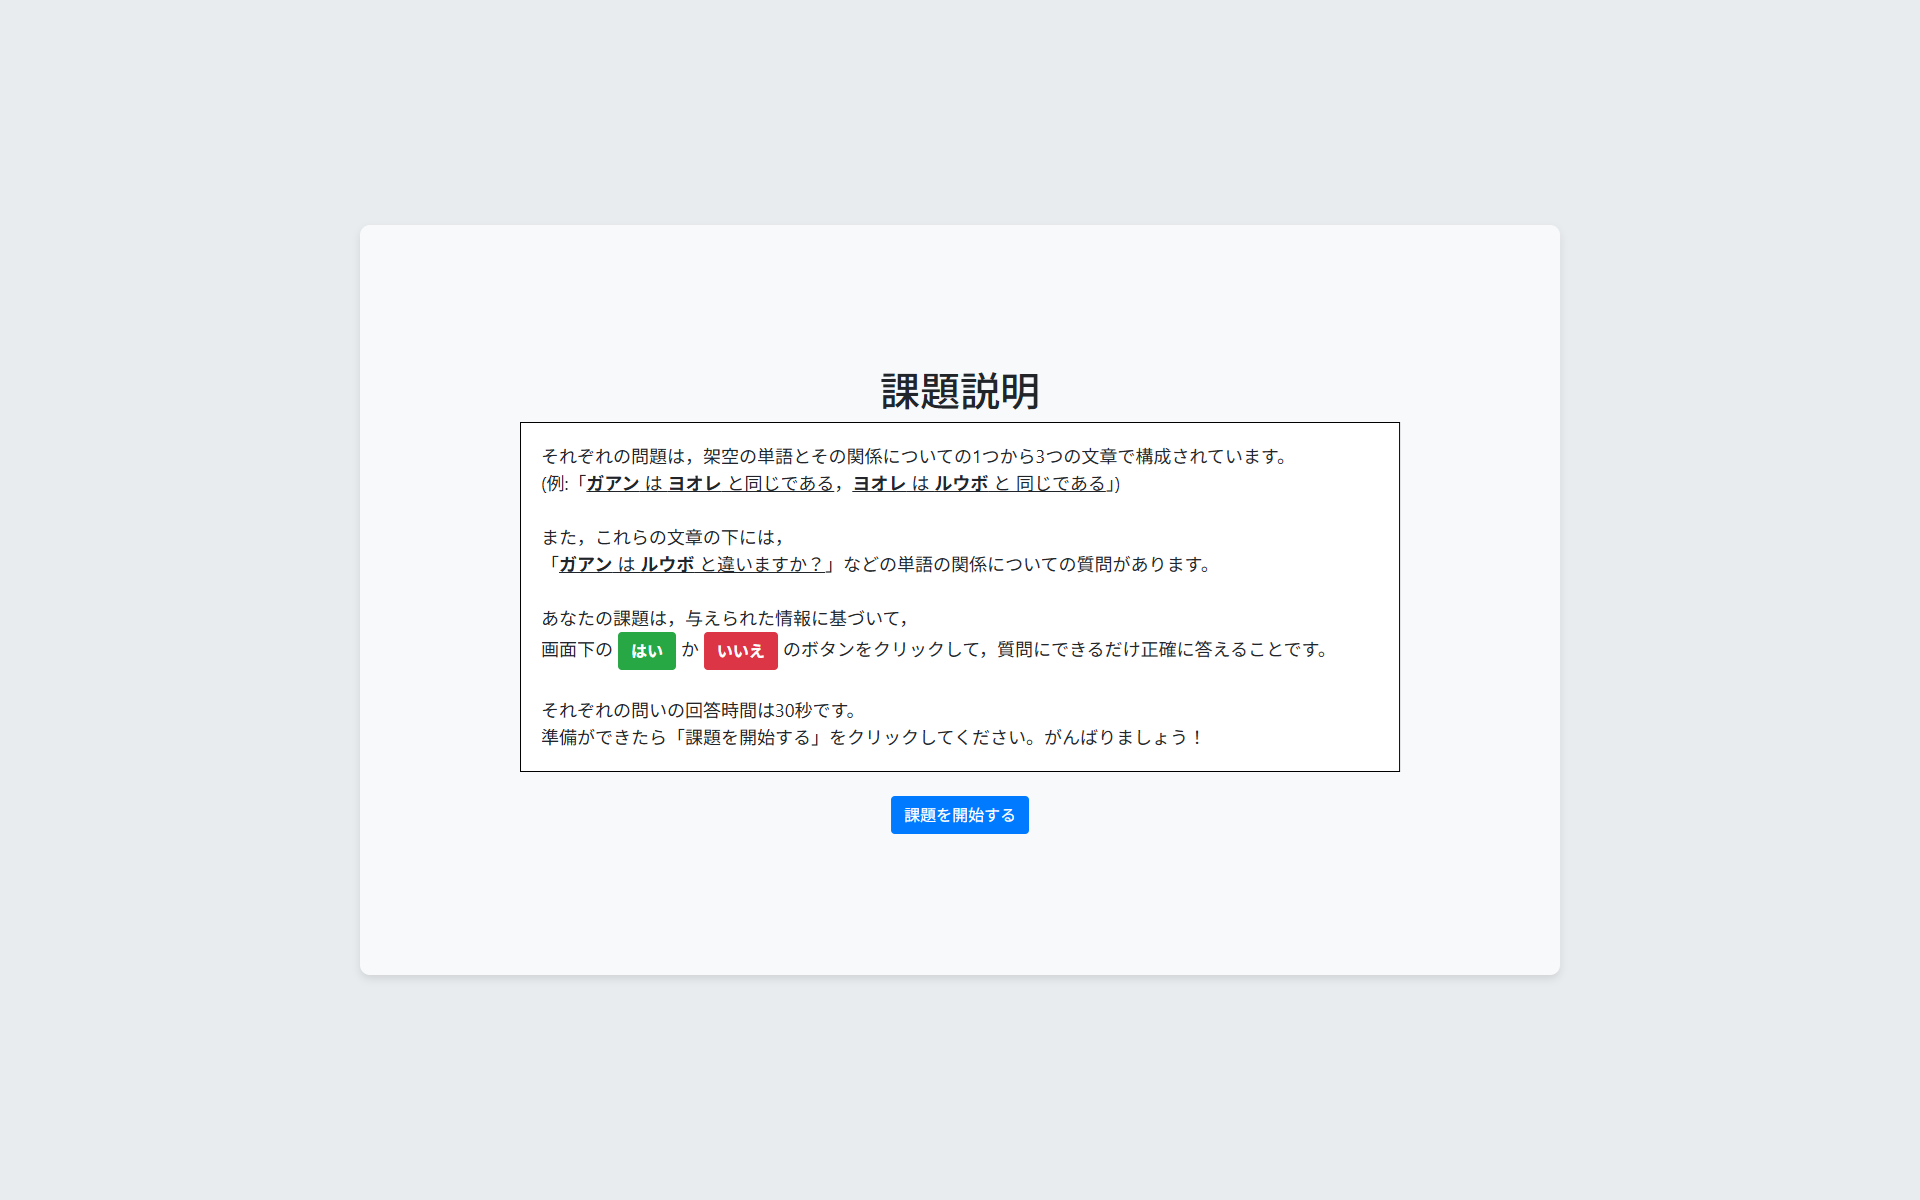 課題説明
それぞれの問題は，架空の単語とその関係についての1つから3つの文章で構成されています。
(例:「ガアン は ヨオレ と同じである，ヨオレ は ルウボ と 同じである」)
また，これらの文章の下には，
「ガアン は ルウボ と違いますか？」などの単語の関係についての質問があります。
あなたの課題は，与えられた情報に基づいて，
画面下の はい か いいえ のボタンをクリックして，質問にできるだけ正確に答えることです。
それぞれの問いの回答時間は30秒です。
準備ができたら「課題を開始する」をクリックしてください。がんばりましょう！
課題を開始する